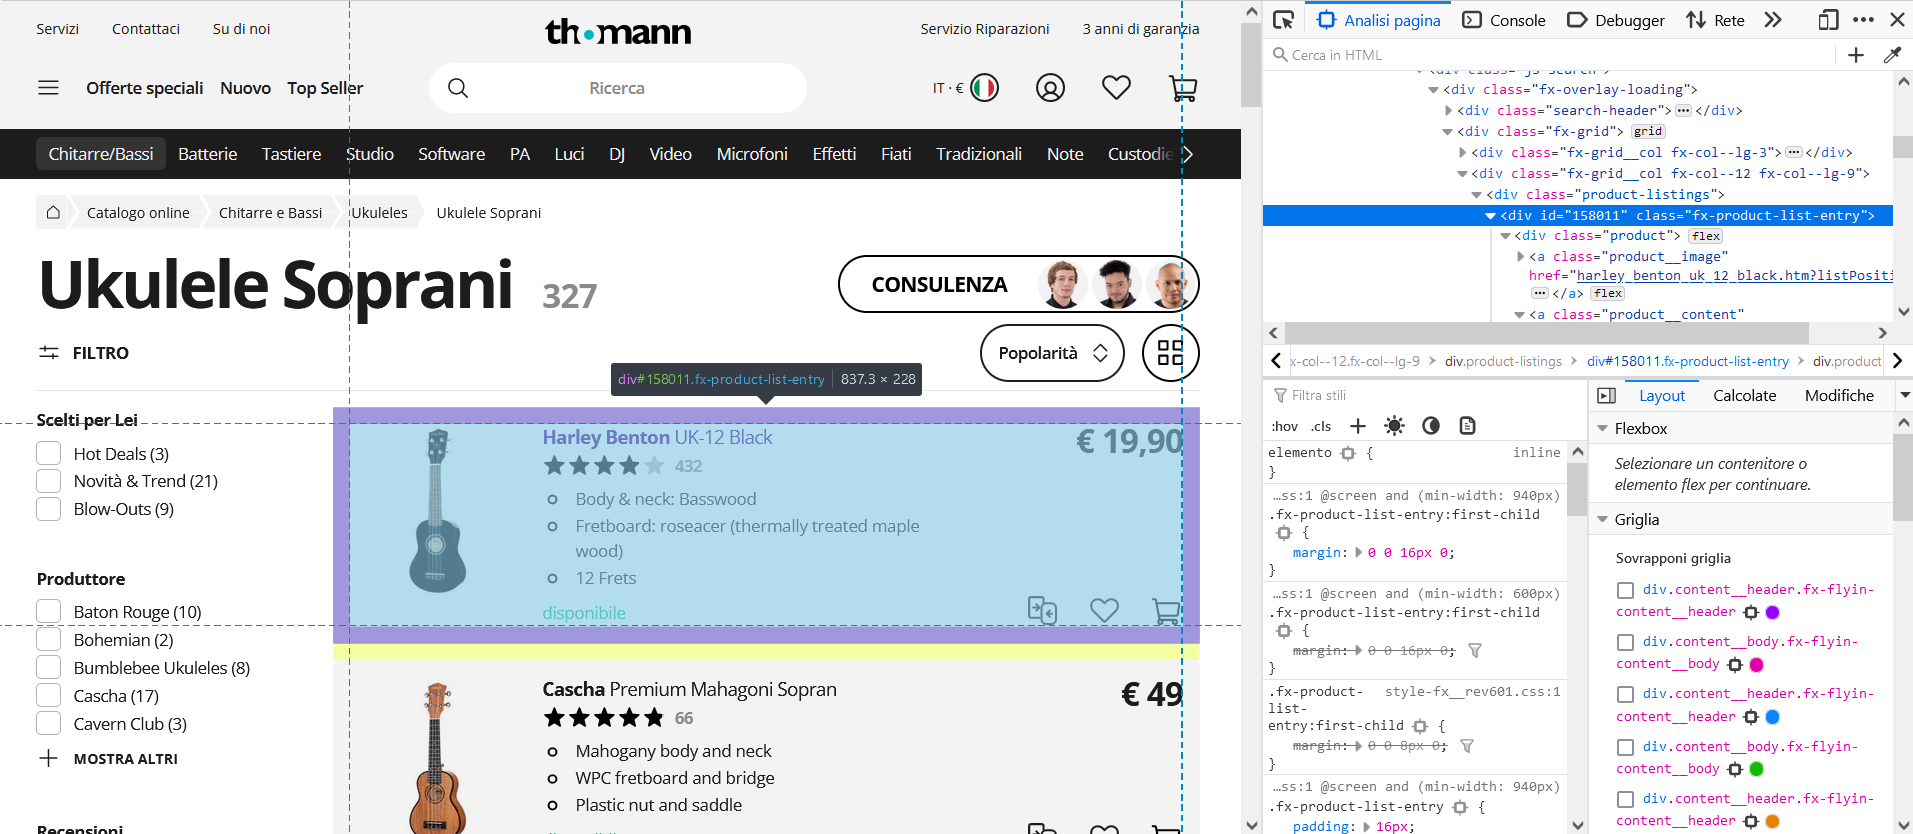 Servizi Contattaci Su di noi thomann Servizio Riparazioni 3 anni di garanzia
Offerte speciali Nuovo Top Seller Ricerca IT · €
Chitarre/Bassi Batterie Tastiere Studio Software PA Luci DJ Video Microfoni Effetti Fiati Tradizionali Note Custodie
Catalogo online Chitarre e Bassi Ukuleles Ukulele Soprani
Ukulele Soprani 327
CONSULENZA
FILTRO
Popolarità
div#158011.fx-product-list-entry 837.3 × 228
Scelti per Lei
Hot Deals (3)
Novità & Trend (21)
Blow-Outs (9)
Produttore
Baton Rouge (10)
Bohemian (2)
Bumblebee Ukuleles (8)
Cascha (17)
Cavern Club (3)
MOSTRA ALTRI
Recensioni
Harley Benton UK-12 Black € 19,90
432
Body & neck: Basswood
Fretboard: roseacer (thermally treated maple
wood)
12 Frets
disponibile
Cascha Premium Mahagoni Sopran € 49
66
Mahogany body and neck
WPC fretboard and bridge
Plastic nut and saddle
Analisi pagina Console Debugger Rete
Cerca in HTML
<div class="js-search">
<div class="fx-overlay-loading">
<div class="search-header"> </div>
<div class="fx-grid"> grid
<div class="fx-grid__col fx-col--lg-3"> </div>
<div class="fx-grid__col fx-col--12 fx-col--lg-9">
<div class="product-listings">
<div id="158011" class="fx-product-list-entry">
<div class="product"> flex
<a class="product__image"
href="harley_benton_uk_12_black.htm?listPositi
</a> flex
<a class="product__content"
x-col--12.fx-col--lg-9 div.product-listings div#158011.fx-product-list-entry div.product
Filtra stili
:hov .cls
elemento { inline
}
…ss:1 @screen and (min-width: 940px)
.fx-product-list-entry:first-child
{
margin: 0 0 16px 0;
}
…ss:1 @screen and (min-width: 600px)
.fx-product-list-entry:first-child
{
margin: 0 0 16px 0;
}
.fx-product- style-fx__rev601.css:1
list-
entry:first-child {
margin: 0 0 8px 0;
}
…ss:1 @screen and (min-width: 940px)
.fx-product-list-entry {
padding: 16px;
Layout Calcolate Modifiche
Flexbox
Selezionare un contenitore o
elemento flex per continuare.
Griglia
Sovrapponi griglia
div.content__header.fx-flyin-
content__header
div.content__body.fx-flyin-
content__body
div.content__header.fx-flyin-
content__header
div.content__body.fx-flyin-
content__body
div.content__header.fx-flyin-
content__header